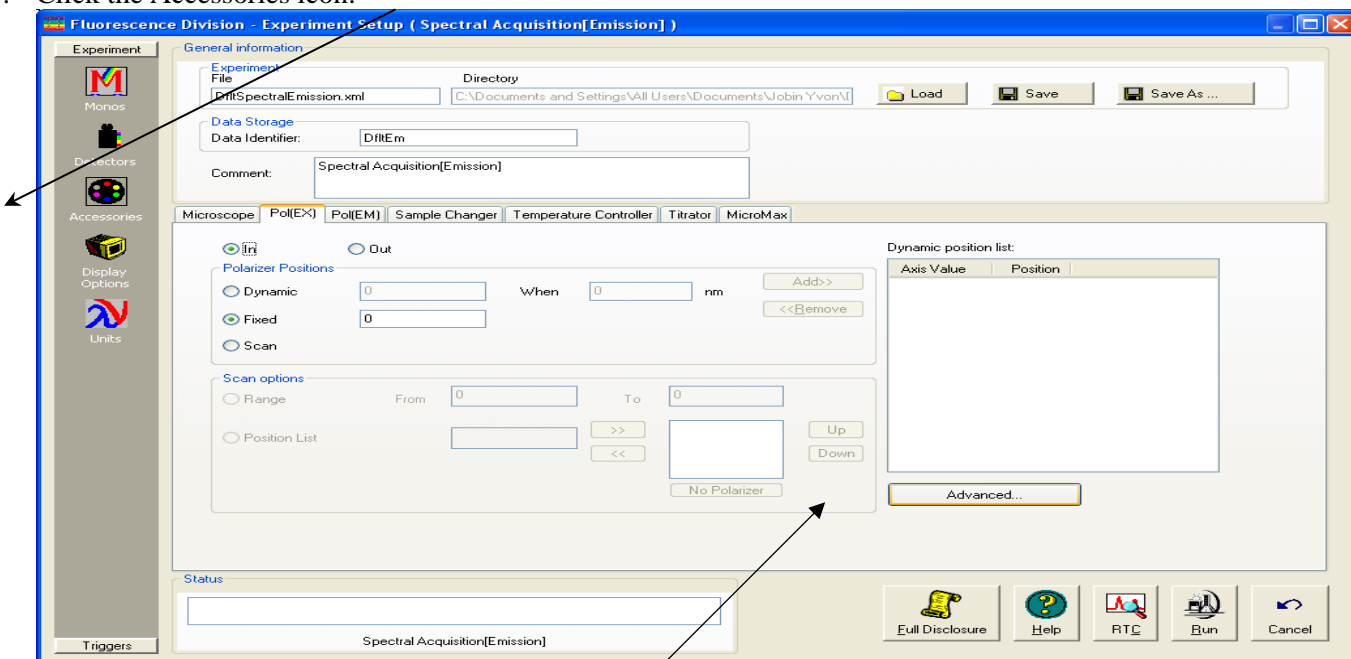 . Click the Accessories icon.
Fluorescence Division - Experiment Setup ( Spectral Acquisition[Emission] )
Experiment
Monos
Detectors
Accessories
Display
Options
Units
Triggers
General information
Experiment
File
Directory
DfltSpectralEmission.xml
C:\Documents and Settings\All Users\Documents\Jobin Yvon\
Load
Save
Save As ...
Data Storage
Data Identifier:
DfltEm
Comment:
Spectral Acquisition[Emission]
Microscope Pol(EX) Pol(EM) Sample Changer Temperature Controller Titrator MicroMax
In
Out
Polarizer Positions
Dynamic 0 When 0 nm
Add>>
Fixed 0
<<Remove
Scan
Scan options
Range From 0 To 0
Position List
>>
<<
Up
Down
No Polarizer
Dynamic position list:
Axis Value Position
Advanced...
Status
Spectral Acquisition[Emission]
Full Disclosure
Help
RTC
Run
Cancel